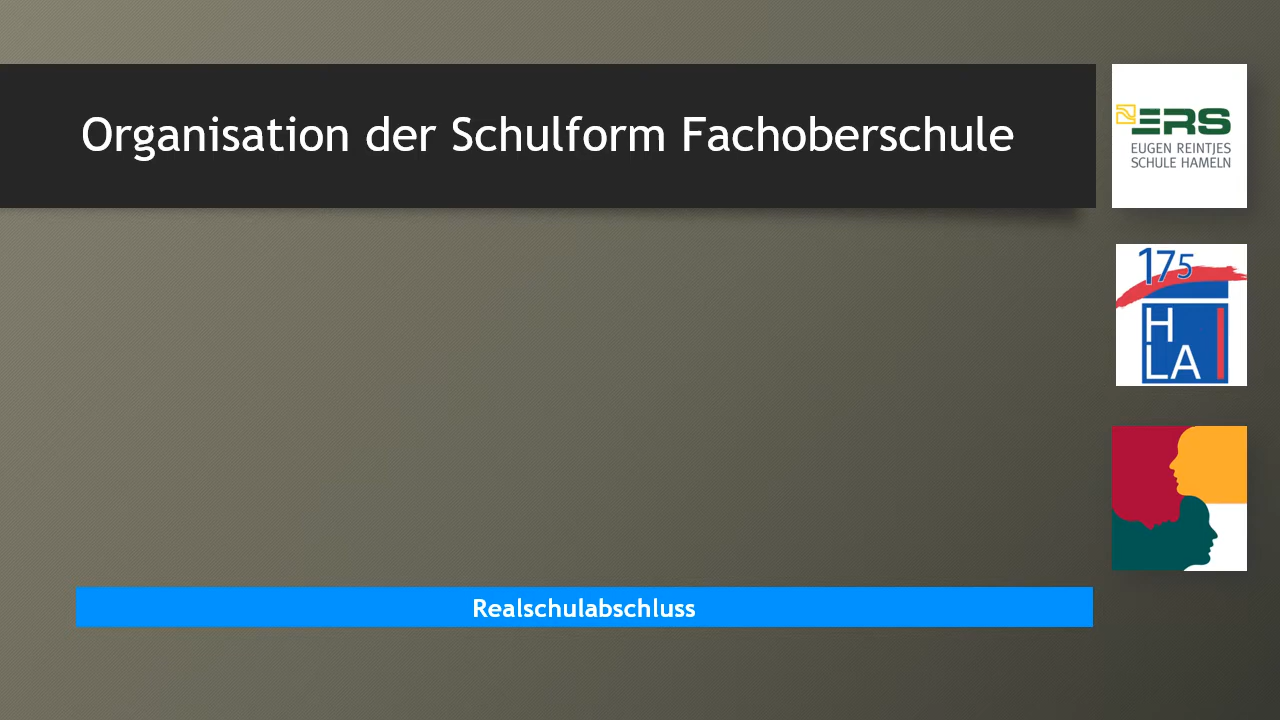 Organisation der Schulform Fachoberschule
ERS
EUGEN REINTJES
SCHULE HAMELN
175
H
LA
Realschulabschluss